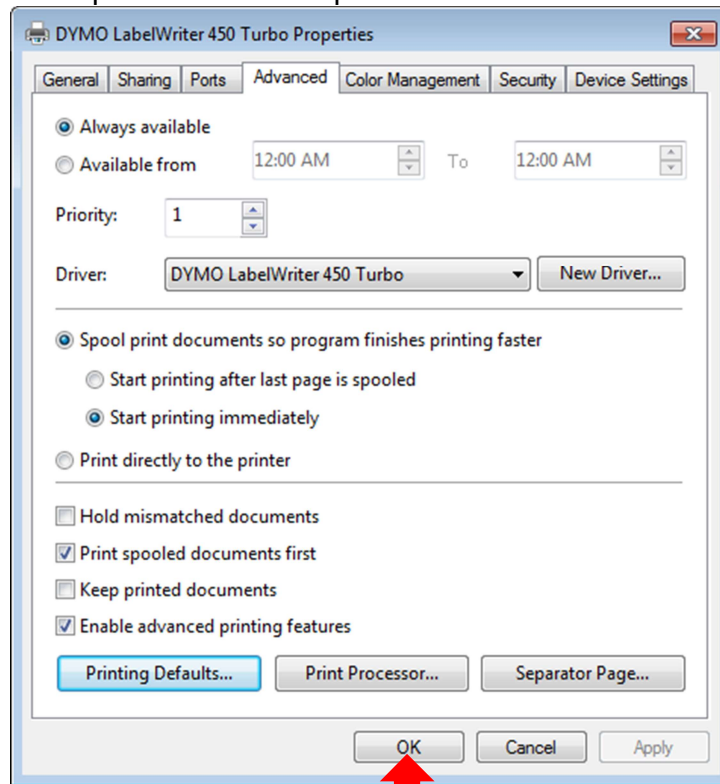 DYMO LabelWriter 450 Turbo Properties
General Sharing Ports Advanced Color Management Security Device Settings
Always available
Available from 12:00 AM To 12:00 AM
Priority: 1
Driver: DYMO LabelWriter 450 Turbo New Driver...
Spool print documents so program finishes printing faster
Start printing after last page is spooled
Start printing immediately
Print directly to the printer
Hold mismatched documents
Print spooled documents first
Keep printed documents
Enable advanced printing features
Printing Defaults... Print Processor... Separator Page...
OK Cancel Apply